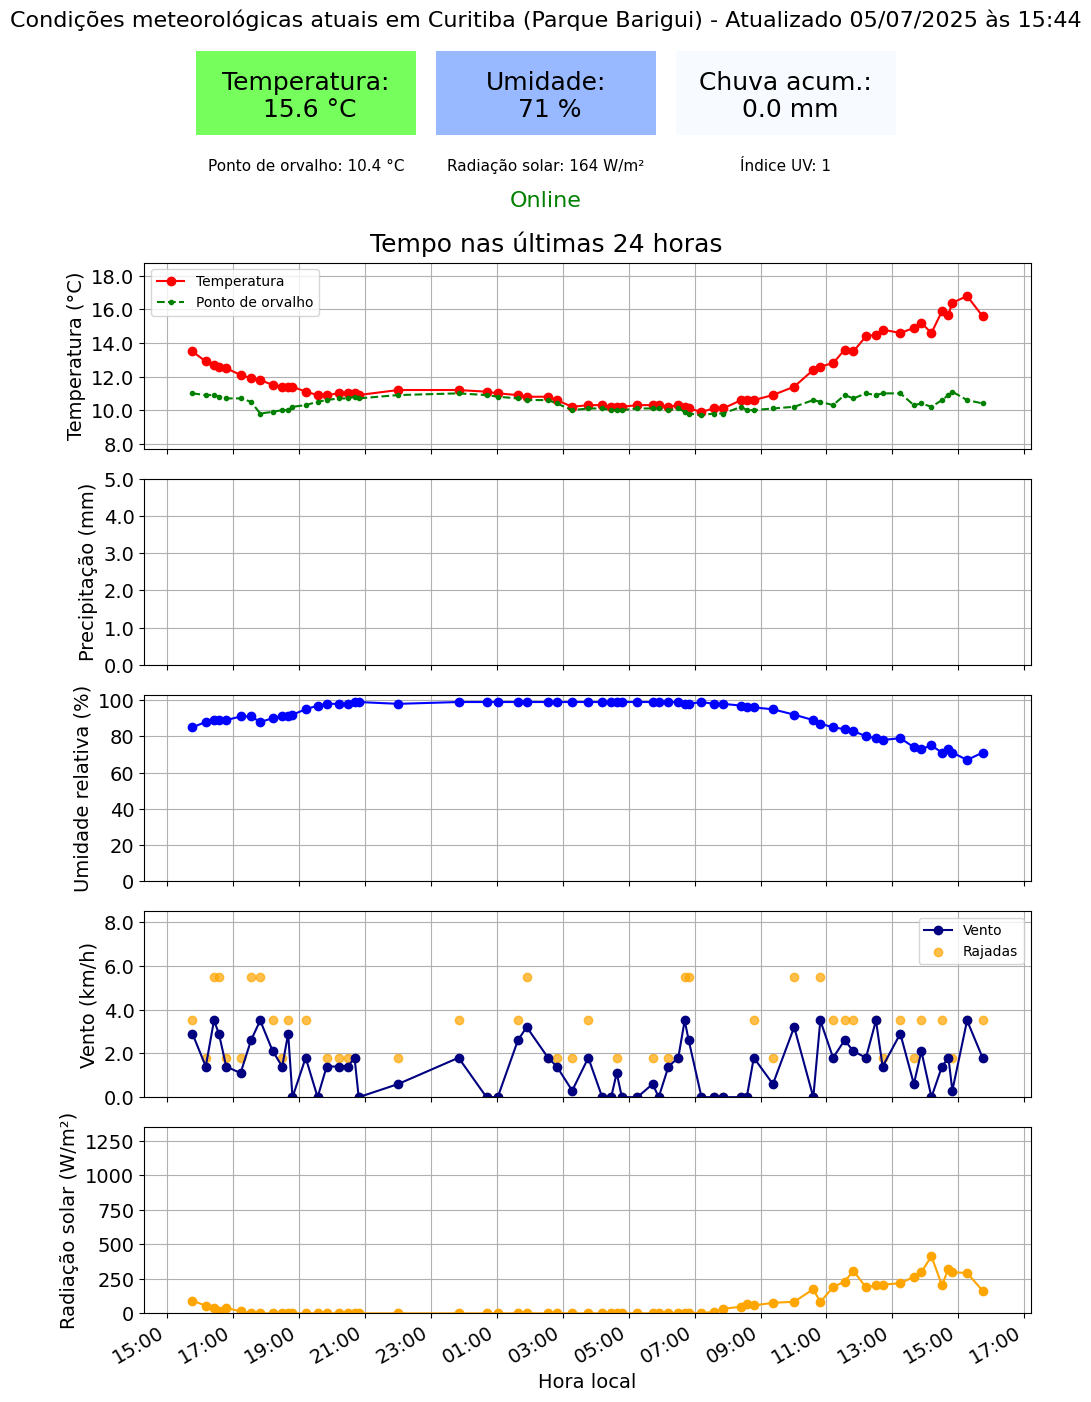 Condições meteorológicas atuais em Curitiba (Parque Barigui) - Atualizado 05/07/2025 às 15:44
Temperatura:
15.6 °C
Umidade:
71 %
Chuva acum.:
0.0 mm
Ponto de orvalho: 10.4 °C
Radiação solar: 164 W/m²
Índice UV: 1
Online
Tempo nas últimas 24 horas
Temperatura (°C)
18.0
16.0
14.0
12.0
10.0
8.0
Temperatura
Ponto de orvalho
Precipitação (mm)
5.0
4.0
3.0
2.0
1.0
0.0
Umidade relativa (%)
100
80
60
40
20
0
Vento (km/h)
8.0
6.0
4.0
2.0
0.0
Vento
Rajadas
Radiação solar (W/m²)
1250
1000
750
500
250
0
15:00
17:00
19:00
21:00
23:00
01:00
03:00
05:00
07:00
09:00
11:00
13:00
15:00
17:00
Hora local